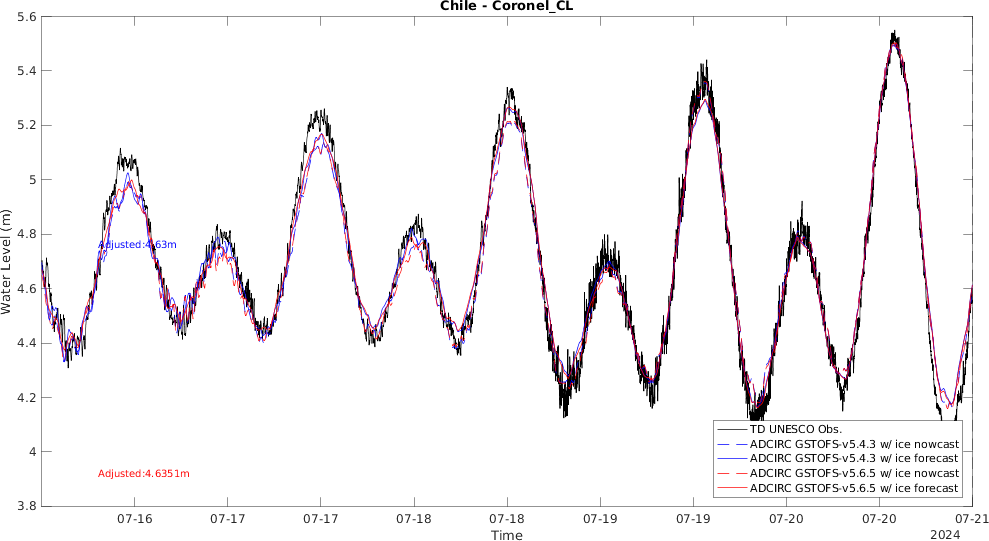 Chile - Coronel_CL
5.6
5.4
5.2
5
4.8
4.6
4.4
4.2
4
3.8
Water Level (m)
Adjusted:4.63m
Adjusted:4.6351m
TD UNESCO Obs.
ADCIRC GSTOFS-v5.4.3 w/ ice nowcast
ADCIRC GSTOFS-v5.4.3 w/ ice forecast
ADCIRC GSTOFS-v5.6.5 w/ ice nowcast
ADCIRC GSTOFS-v5.6.5 w/ ice forecast
07-16 07-17 07-17 07-18 07-18 07-19 07-19 07-20 07-20 07-21
Time
2024